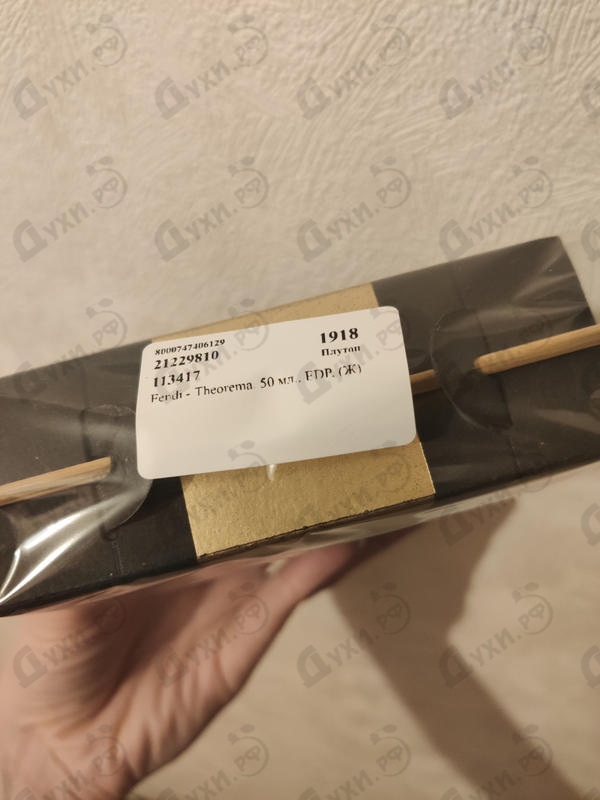 8000747406129
21229810
113417
1918
Плутон
Fendi - Theorema. 50 мл., EDP. (Ж)
Духи.рф